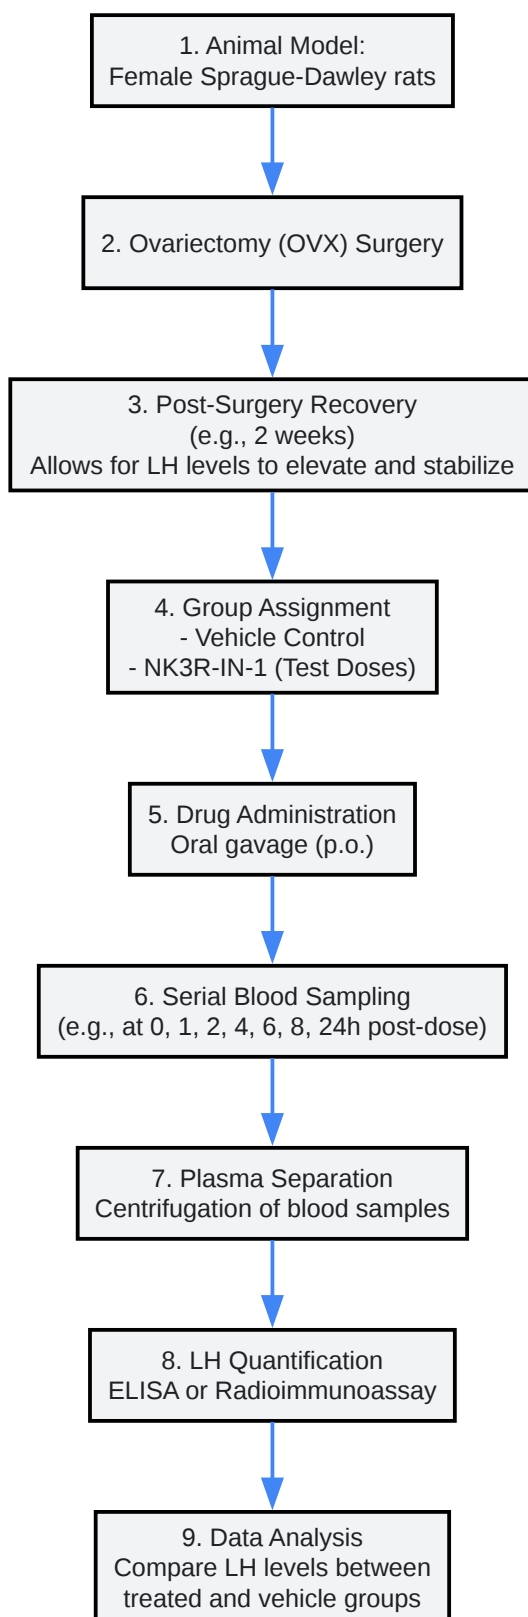 1. Animal Model:
Female Sprague-Dawley rats
2. Ovariectomy (OVX) Surgery
3. Post-Surgery Recovery
(e.g., 2 weeks)
Allows for LH levels to elevate and stabilize
4. Group Assignment
- Vehicle Control
- NK3R-IN-1 (Test Doses)
5. Drug Administration
Oral gavage (p.o.)
6. Serial Blood Sampling
(e.g., at 0, 1, 2, 4, 6, 8, 24h post-dose)
7. Plasma Separation
Centrifugation of blood samples
8. LH Quantification
ELISA or Radioimmunoassay
9. Data Analysis
Compare LH levels between
treated and vehicle groups